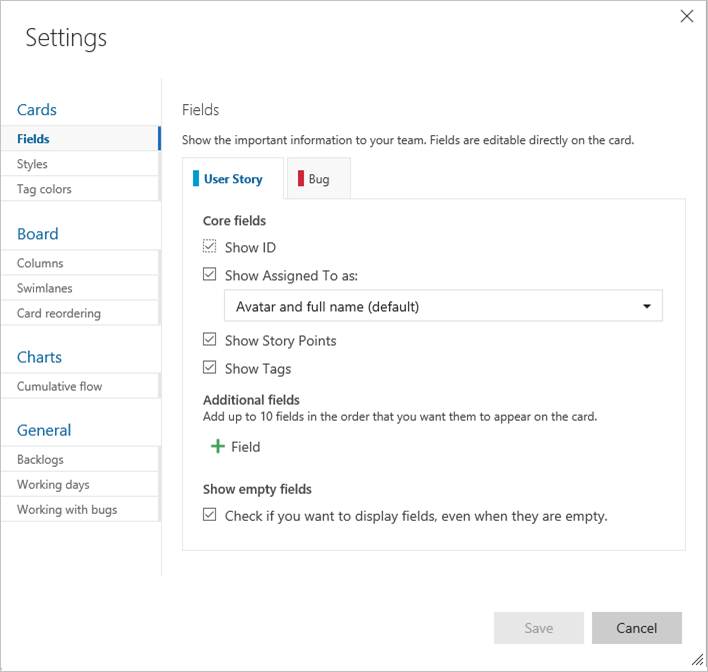 Settings
Cards
Fields
Styles
Tag colors
Board
Columns
Swimlanes
Card reordering
Charts
Cumulative flow
General
Backlogs
Working days
Working with bugs
Fields
Show the important information to your team. Fields are editable directly on the card.
User Story
Bug
Core fields
Show ID
Show Assigned To as:
Avatar and full name (default)
Show Story Points
Show Tags
Additional fields
Add up to 10 fields in the order that you want them to appear on the card.
Field
Show empty fields
Check if you want to display fields, even when they are empty.
Save
Cancel